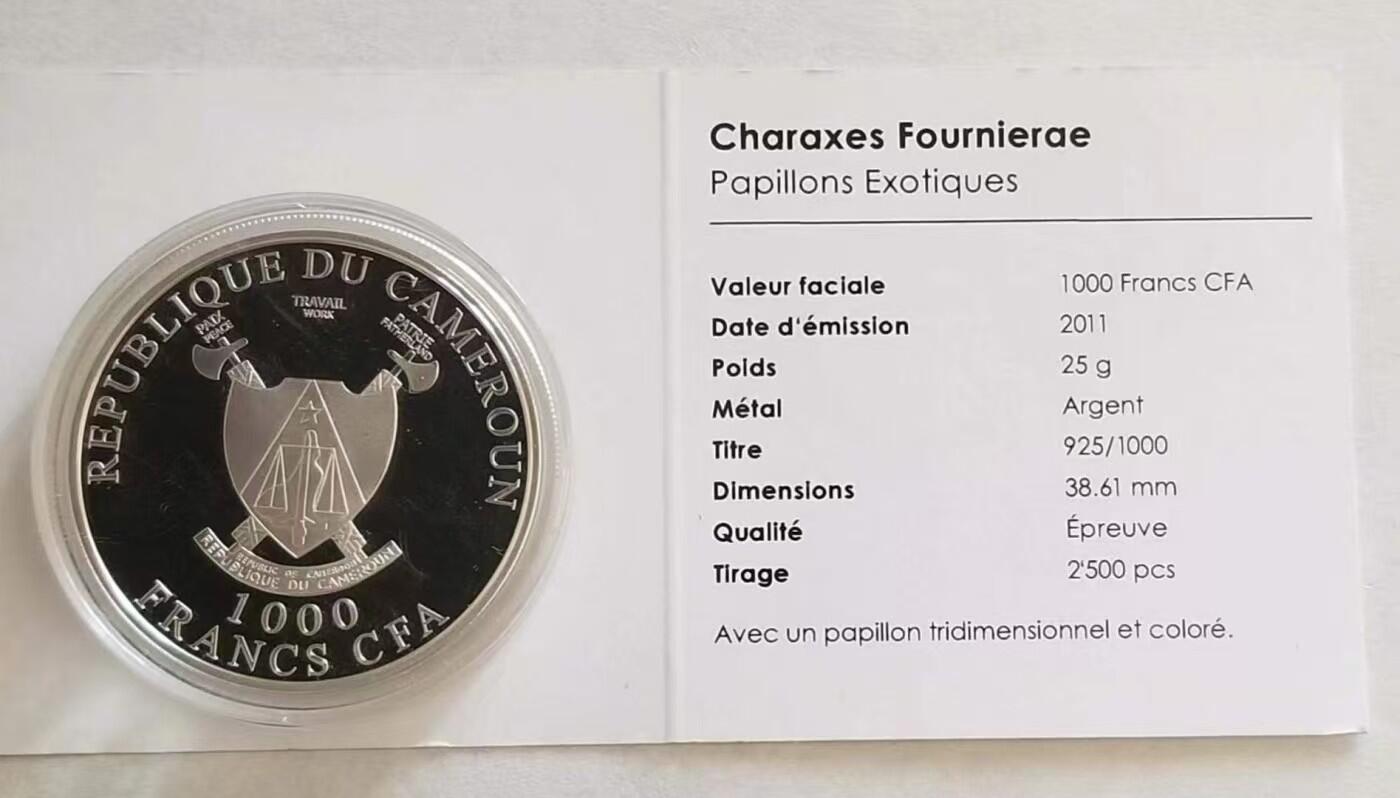 REPUBLIQUE DU CAMEROUN
PAIX
PEACE
TRAVAIL
WORK
PATRIE
FATHERLAND
REPUBLIC OF CAMEROON
REPUBLIQUE DU CAMEROUN
1000
FRANCS CFA
Charaxes Fournierae
Papillons Exotiques
Valeur faciale 1000 Francs CFA
Date d'émission 2011
Poids 25 g
Métal Argent
Titre 925/1000
Dimensions 38.61 mm
Qualité Épreuve
Tirage 2'500 pcs
Avec un papillon tridimensionnel et coloré.